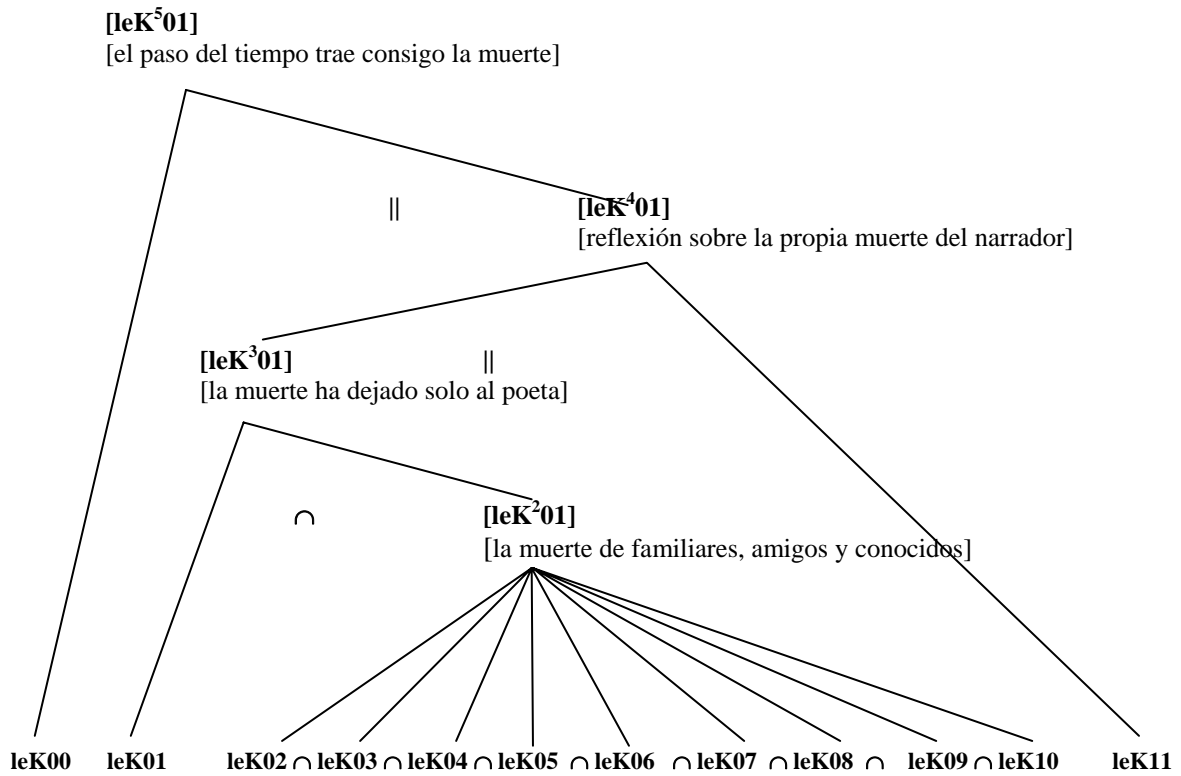 [leK⁵01]
[el paso del tiempo trae consigo la muerte]
||
[leK⁴01]
[reflexión sobre la propia muerte del narrador]
[leK³01]
||
[la muerte ha dejado solo al poeta]
∩
[leK²01]
[la muerte de familiares, amigos y conocidos]
leK00 leK01 leK02 ∩ leK03 ∩ leK04 ∩ leK05 ∩ leK06 ∩ leK07 ∩ leK08 ∩ leK09 ∩ leK10 leK11